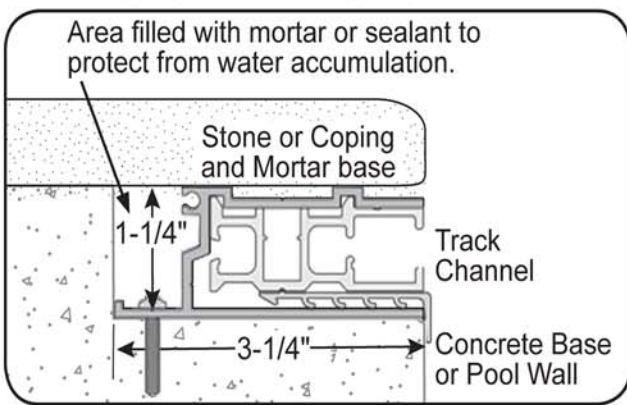 Area filled with mortar or sealant to
protect from water accumulation.
Stone or Coping
and Mortar base
1-1/4"
Track
Channel
3-1/4"
Concrete Base
or Pool Wall